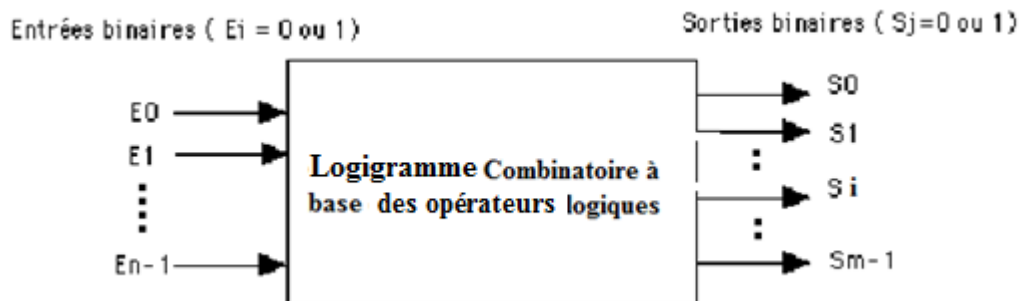 Entrées binaires ( Ei = 0 ou 1)
Sorties binaires ( Sj=0 ou 1)
E0
E1
En-1
Logigramme Combinatoire à
base des opérateurs logiques
S0
S1
Si
Sm-1